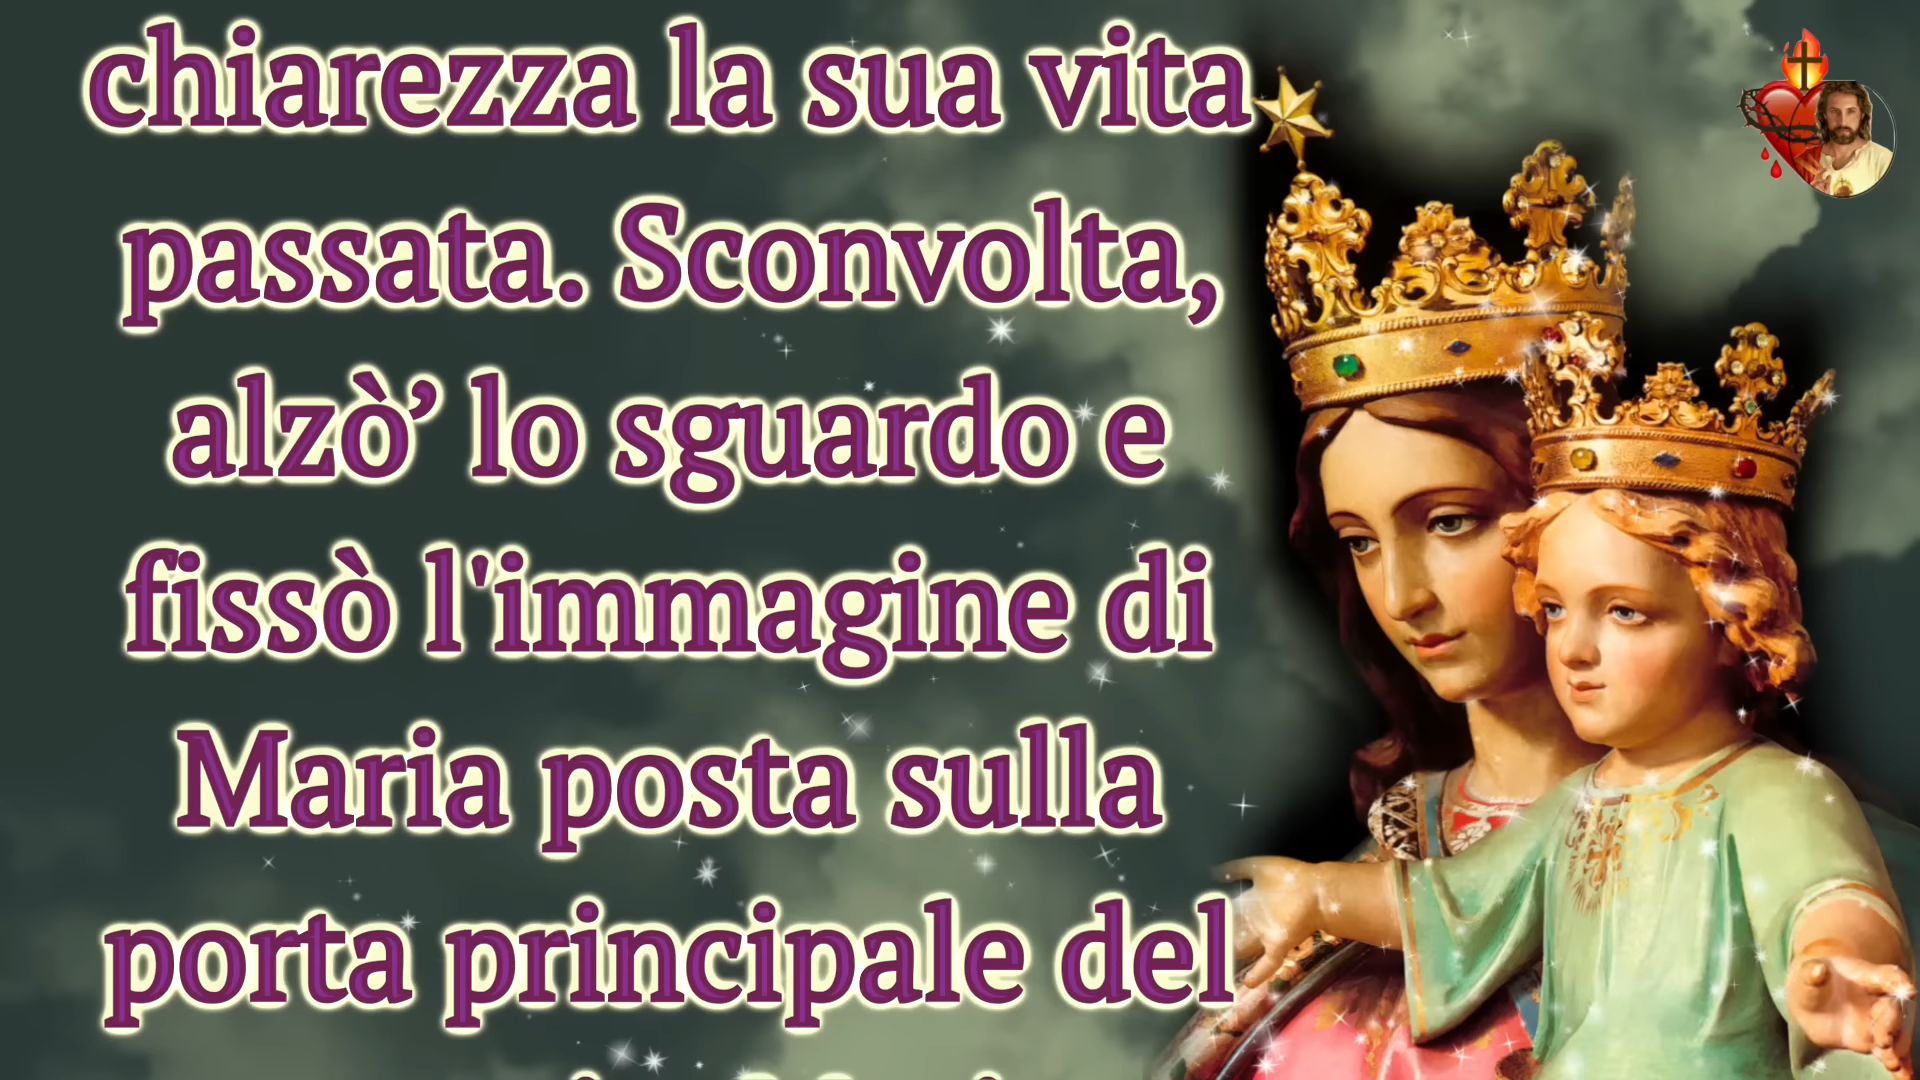 chiarezza la sua vita
passata. Sconvolta,
alzò’ lo sguardo e
fissò l'immagine di
Maria posta sulla
porta principale del